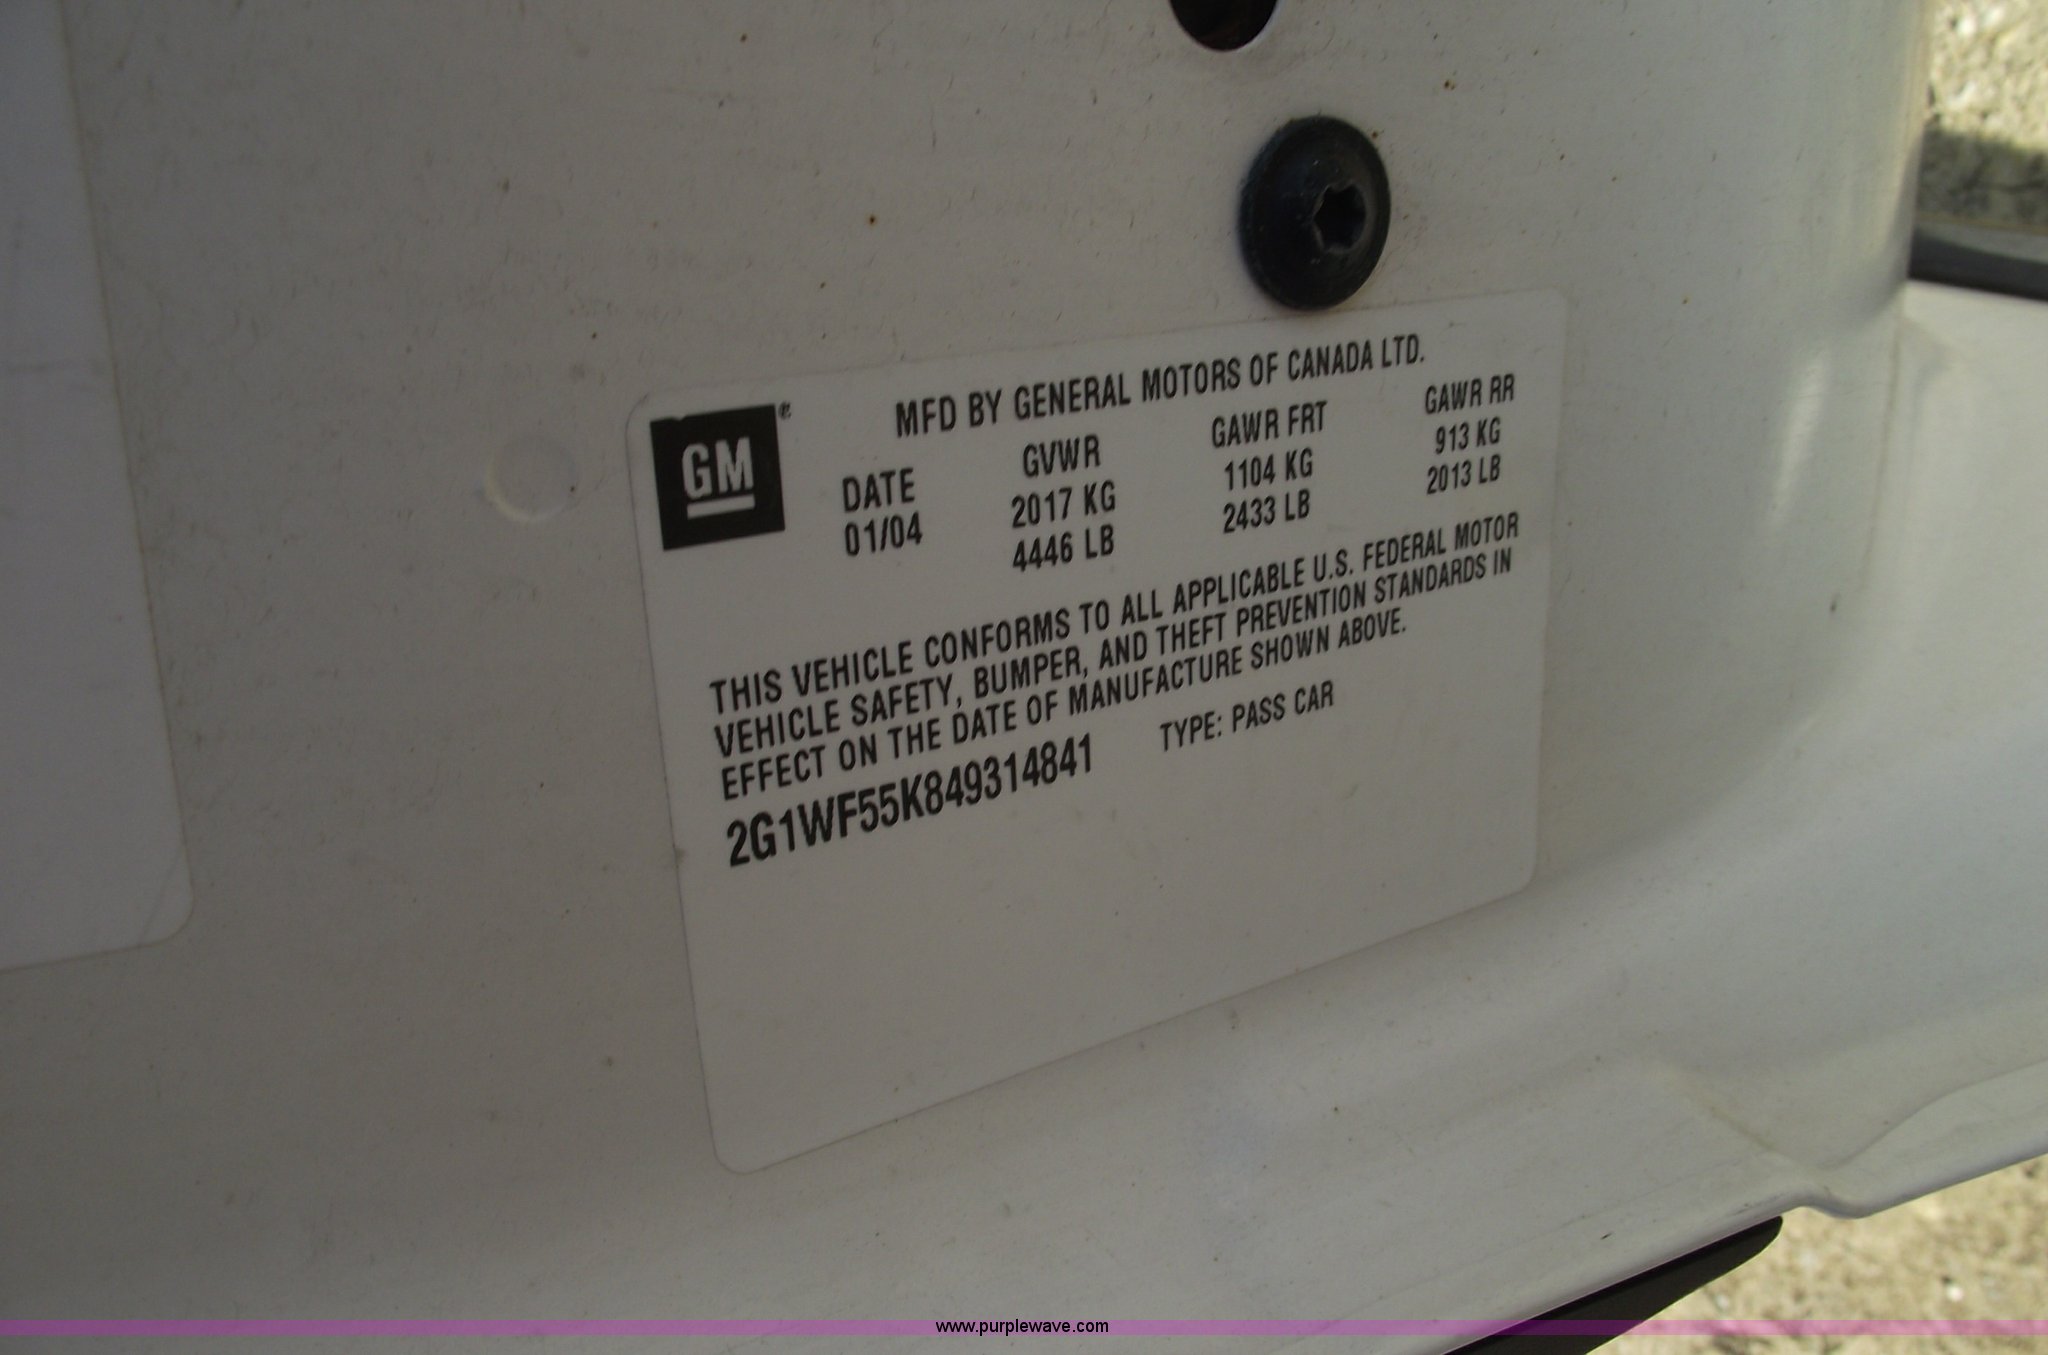 GM ®
MFD BY GENERAL MOTORS OF CANADA LTD.
DATE GVWR GAWR FRT GAWR RR
01/04 2017 KG 1104 KG 913 KG
4446 LB 2433 LB 2013 LB
THIS VEHICLE CONFORMS TO ALL APPLICABLE U.S. FEDERAL MOTOR
VEHICLE SAFETY, BUMPER, AND THEFT PREVENTION STANDARDS IN
EFFECT ON THE DATE OF MANUFACTURE SHOWN ABOVE.
2G1WF55K849314841 TYPE: PASS CAR
www.purplewave.com